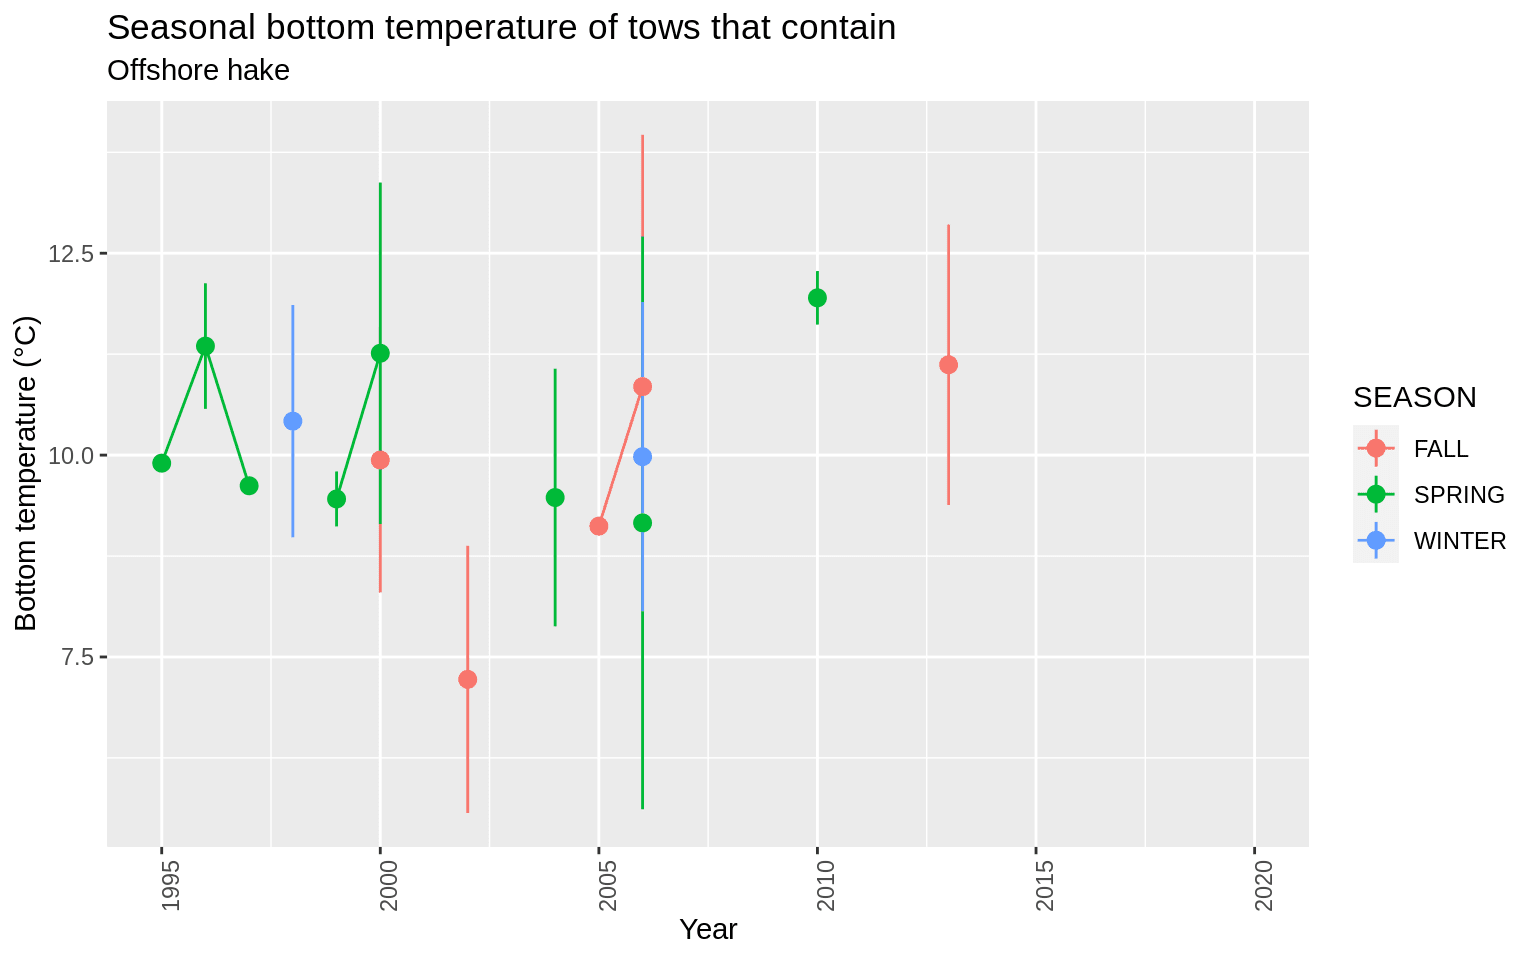 Seasonal bottom temperature of tows that contain
Offshore hake
Bottom temperature (°C)
12.5
10.0
7.5
1995
2000
2005
2010
2015
2020
Year
SEASON
FALL
SPRING
WINTER